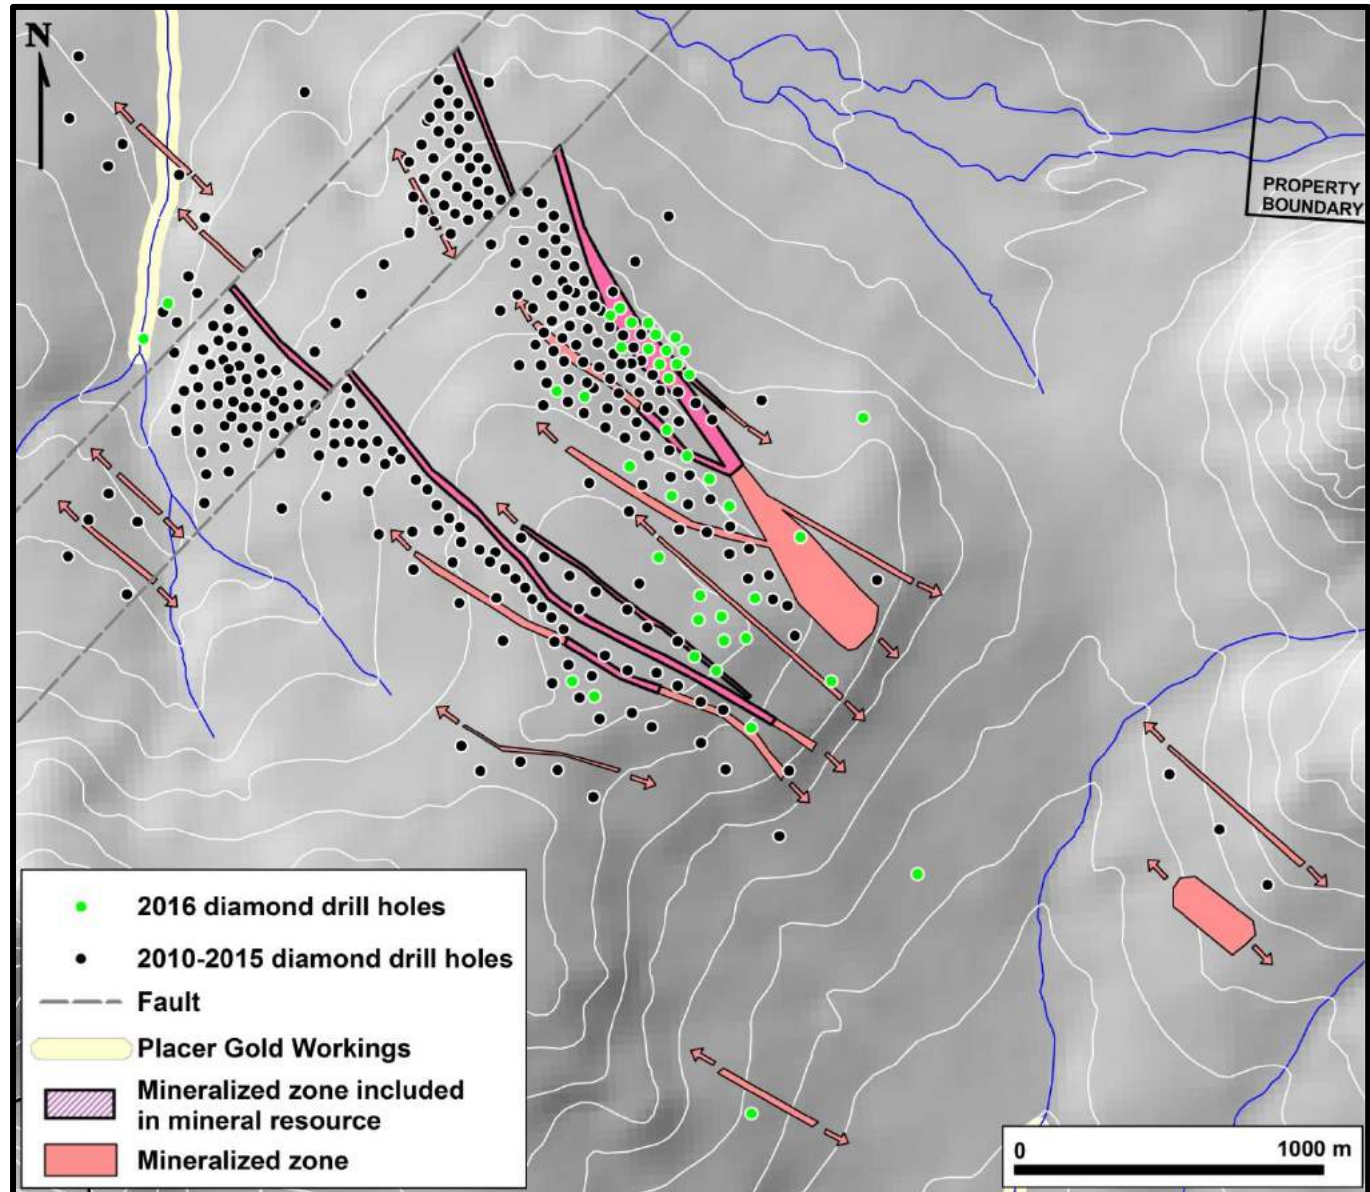 N
PROPERTY
BOUNDARY
2016 diamond drill holes
2010-2015 diamond drill holes
Fault
Placer Gold Workings
Mineralized zone included
in mineral resource
Mineralized zone
0 1000 m